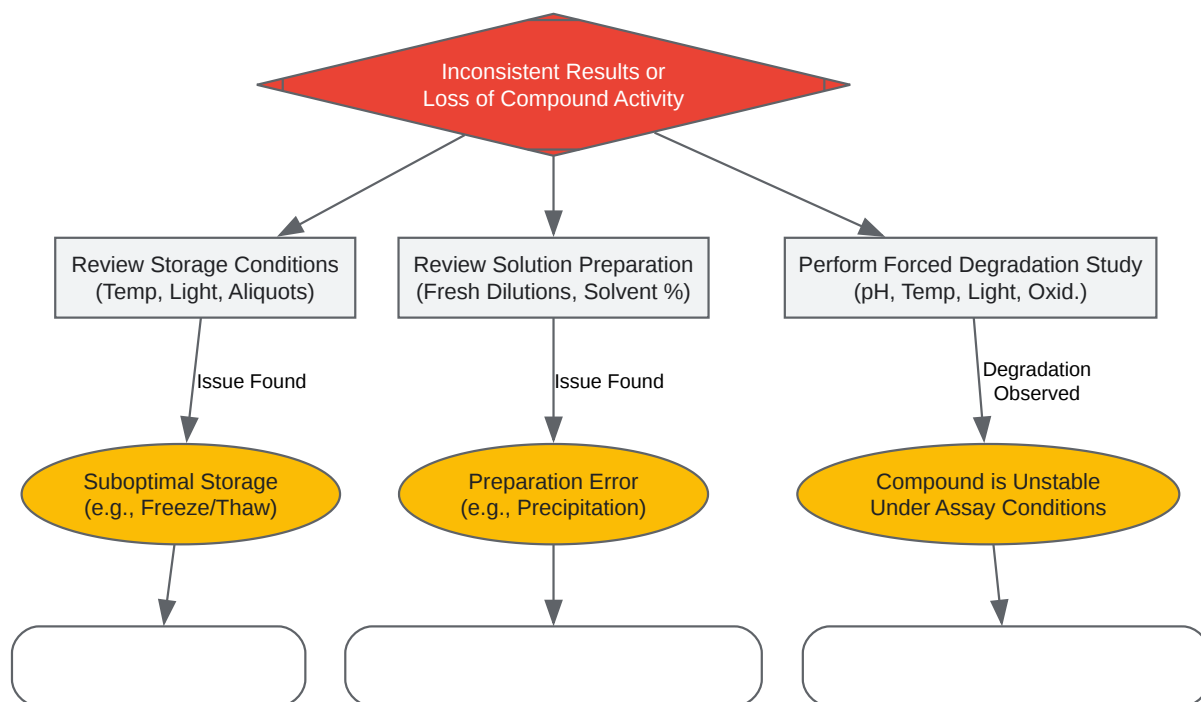 Inconsistent Results or
Loss of Compound Activity
Review Storage Conditions
(Temp, Light, Aliquots)
Review Solution Preparation
(Fresh Dilutions, Solvent %)
Perform Forced Degradation Study
(pH, Temp, Light, Oxid.)
Issue Found
Issue Found
Degradation
Observed
Suboptimal Storage
(e.g., Freeze/Thaw)
Preparation Error
(e.g., Precipitation)
Compound is Unstable
Under Assay Conditions